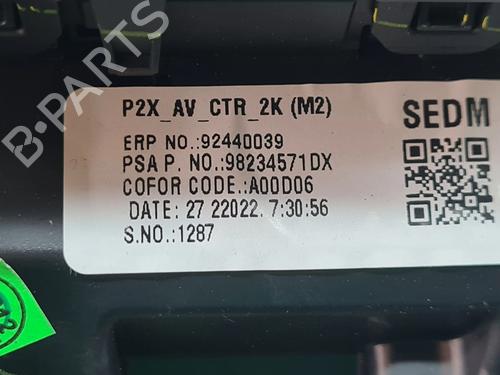 B-PARTS
P2X_AV_CTR_2K (M2)
SEDM
ERP NO.:92440039
PSA P. NO.:98234571DX
COFOR CODE.:A00D06
DATE: 27 22022. 7:30:56
S.NO.:1287